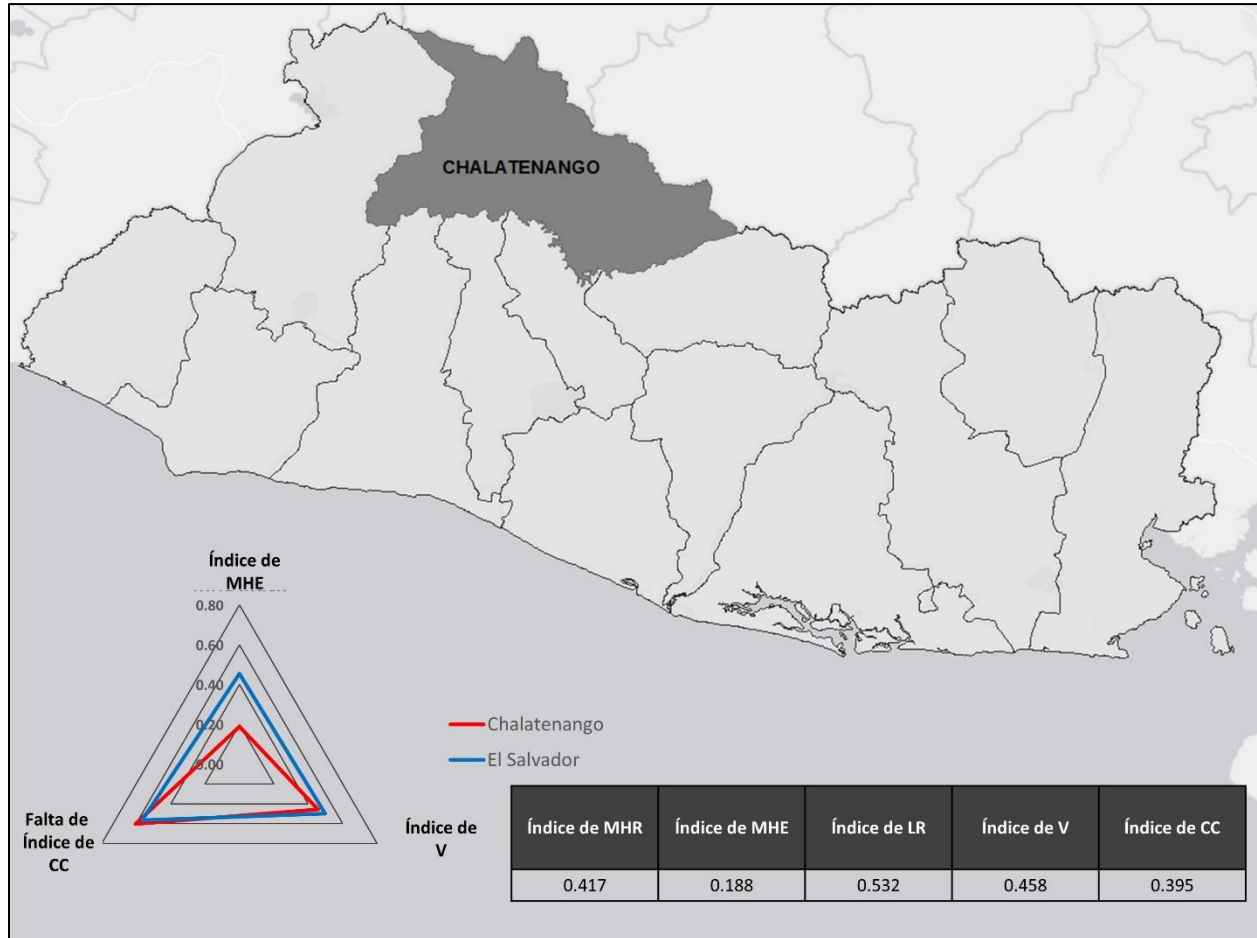 CHALATENANGO
Índice de
MHE
0.80
0.60
0.40
0.20
0.00
Falta de
Índice de
CC
Índice de
V
Chalatenango
El Salvador
Índice de MHR Índice de MHE Índice de LR Índice de V Índice de CC
0.417 0.188 0.532 0.458 0.395